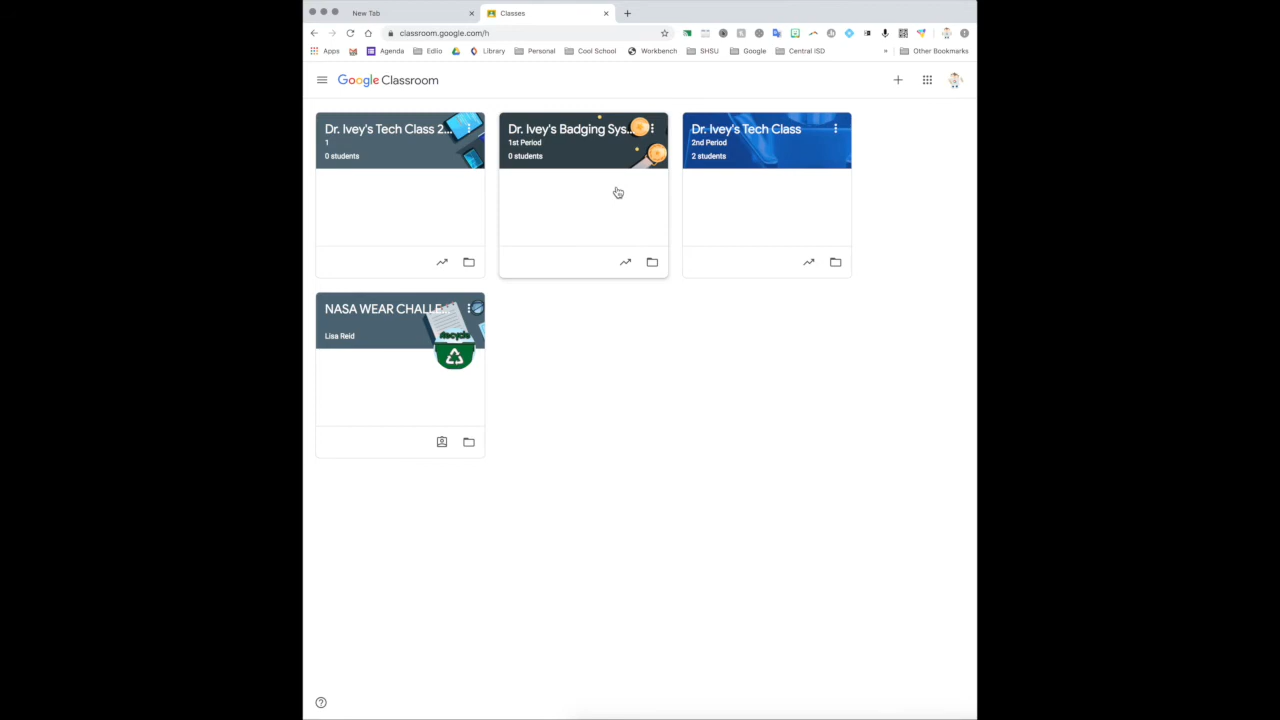 New Tab
Classes
classroom.google.com/h
Apps
Agenda
Edlio
Library
Personal
Cool School
Workbench
SHSU
Google
Central ISD
»
Other Bookmarks
Google Classroom
Dr. Ivey's Tech Class 2...
1
0 students
Dr. Ivey's Badging Sys...
1st Period
0 students
Dr. Ivey's Tech Class
2nd Period
2 students
NASA WEAR CHALLE...
Lisa Reid
recycle